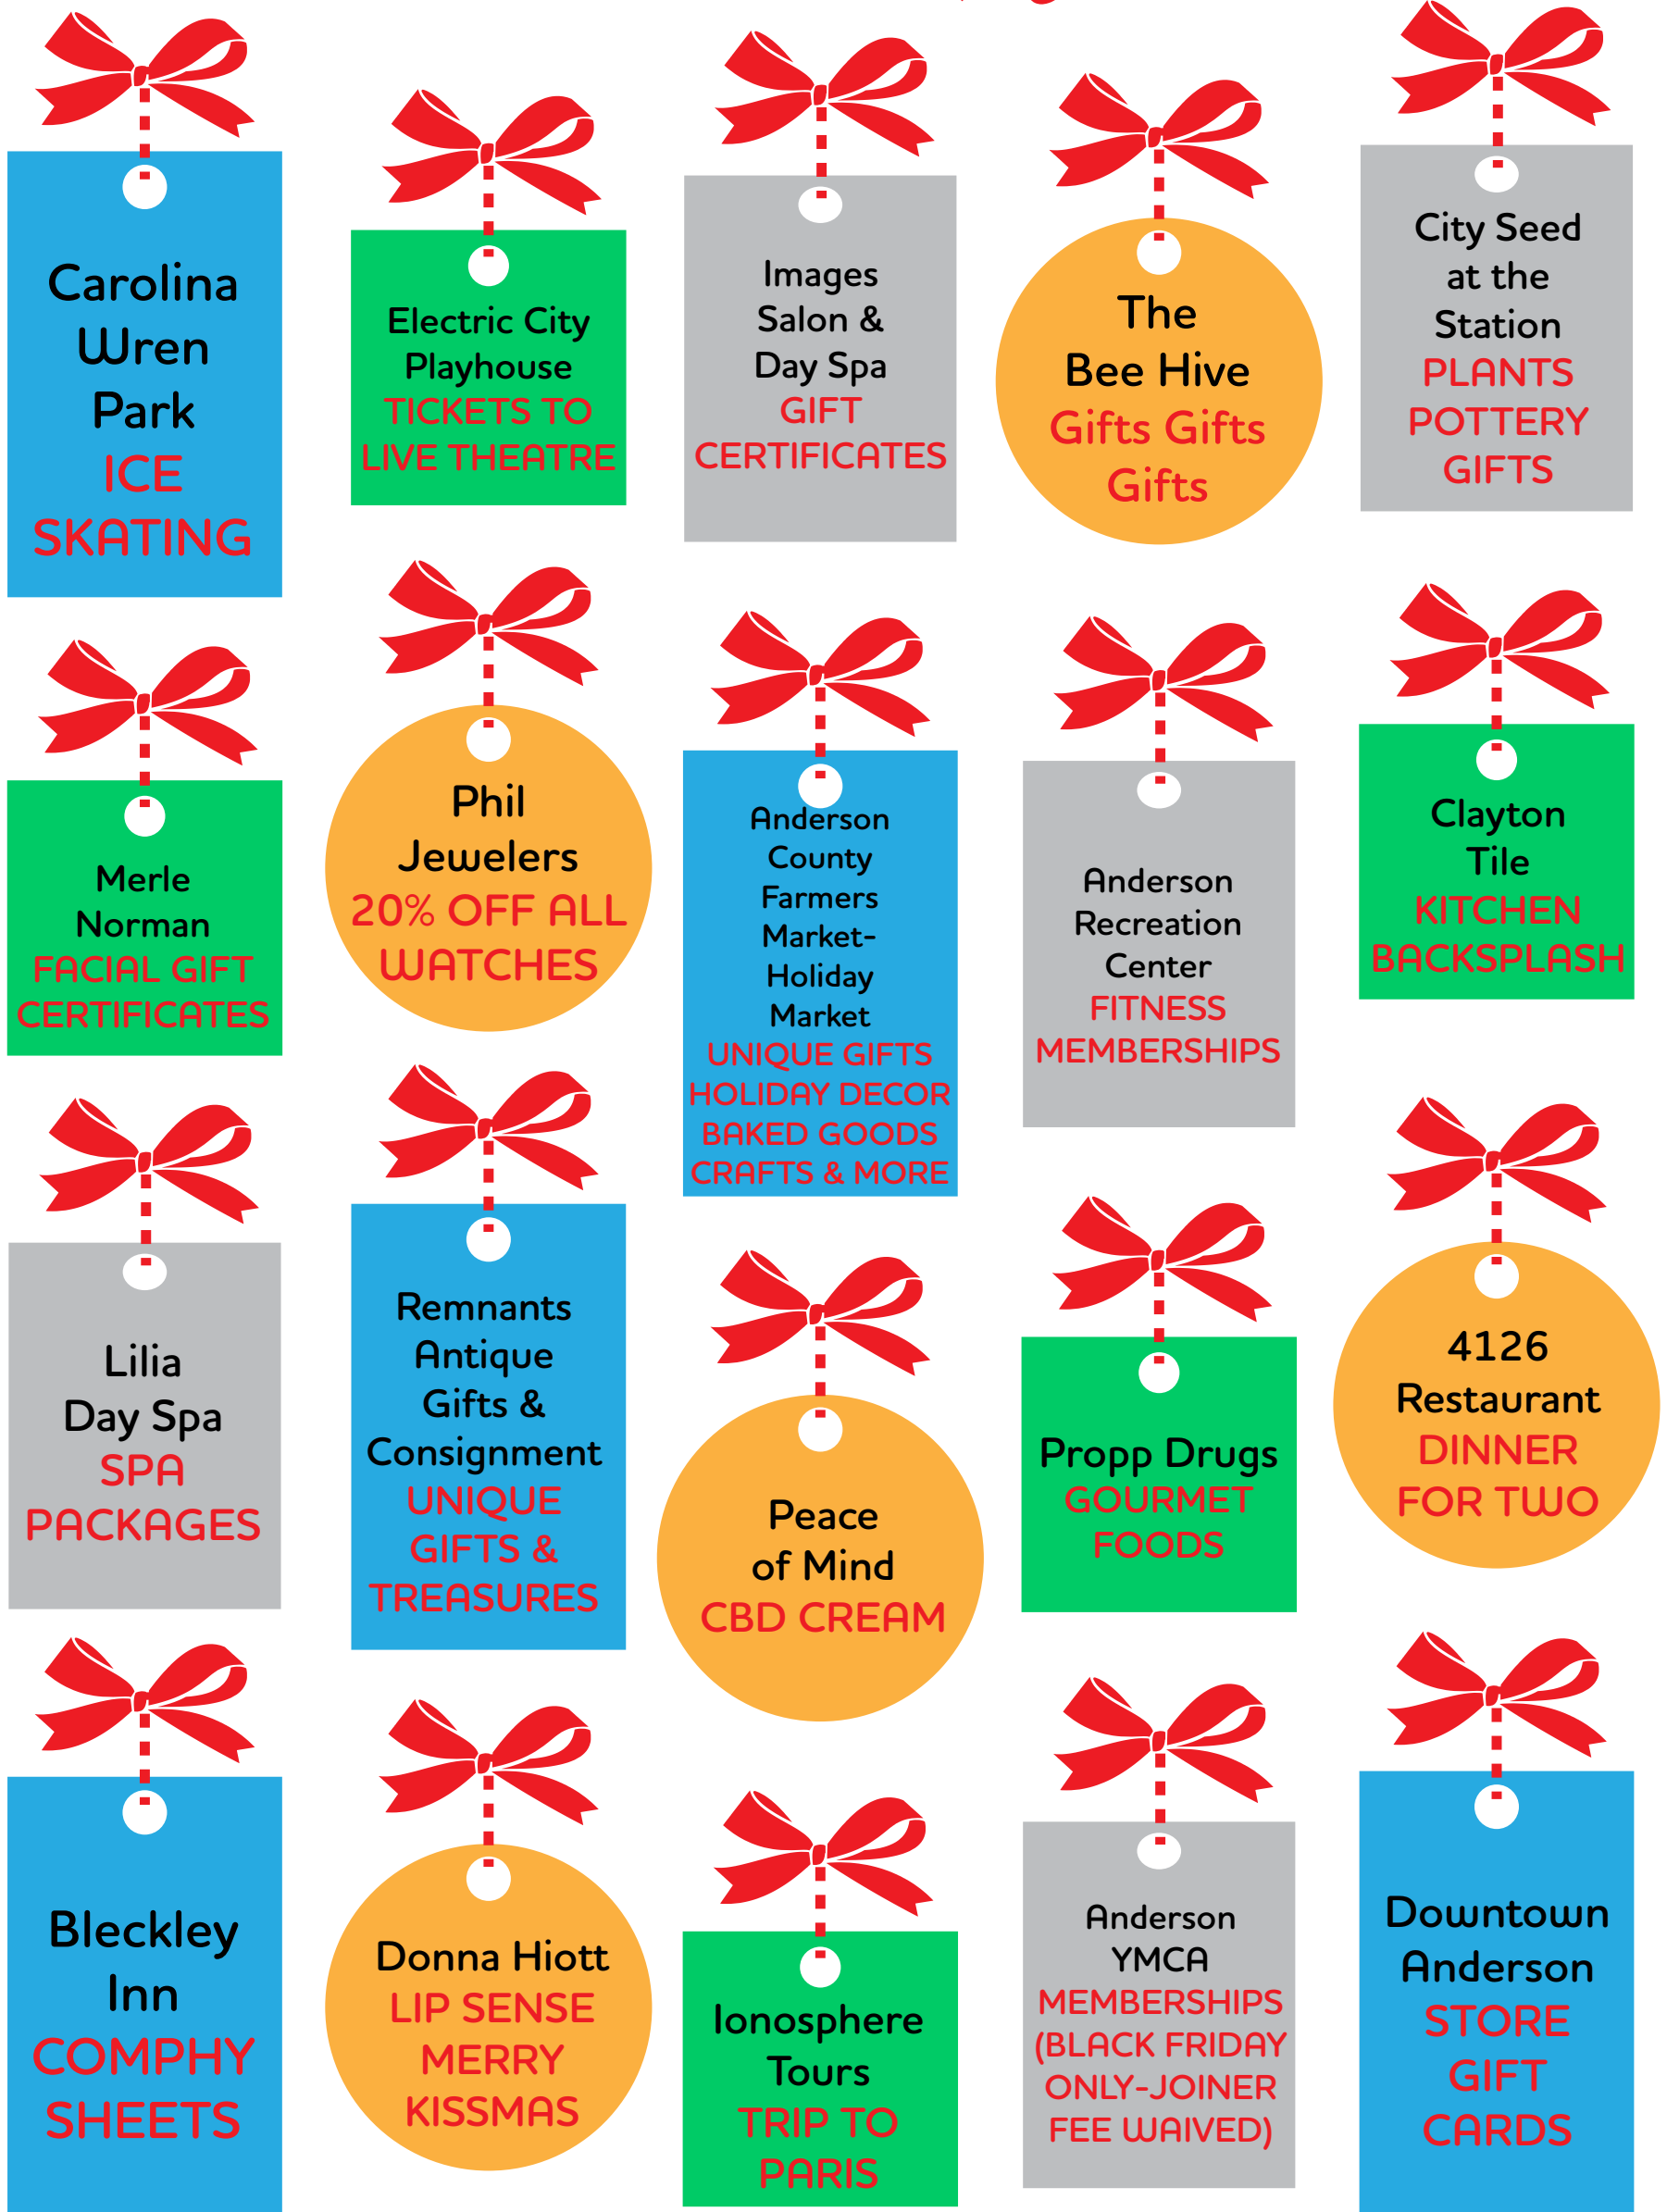 Carolina
Wren
Park
ICE
SKATING
Electric City
Playhouse
TICKETS TO
LIVE THEATRE
Images
Salon &
Day Spa
GIFT
CERTIFICATES
The
Bee Hive
Gifts Gifts
Gifts
City Seed
at the
Station
PLANTS
POTTERY
GIFTS
Merle
Norman
FACIAL GIFT
CERTIFICATES
Phil
Jewelers
20% OFF ALL
WATCHES
Anderson
County
Farmers
Market-
Holiday
Market
UNIQUE GIFTS
HOLIDAY DECOR
BAKED GOODS
CRAFTS & MORE
Anderson
Recreation
Center
FITNESS
MEMBERSHIPS
Clayton
Tile
KITCHEN
BACKSPLASH
Lilia
Day Spa
SPA
PACKAGES
Remnants
Antique
Gifts &
Consignment
UNIQUE
GIFTS &
TREASURES
Peace
of Mind
CBD CREAM
Propp Drugs
GOURMET
FOODS
4126
Restaurant
DINNER
FOR TWO
Bleckley
Inn
COMPHY
SHEETS
Donna Hiott
LIP SENSE
MERRY
KISSMAS
Ionosphere
Tours
TRIP TO
PARIS
Anderson
YMCA
MEMBERSHIPS
(BLACK FRIDAY
ONLY-JOINER
FEE WAIVED)
Downtown
Anderson
STORE
GIFT
CARDS